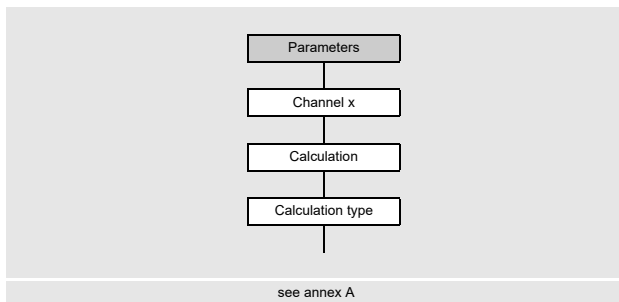 Parameters
Channel x
Calculation
Calculation type
see annex A